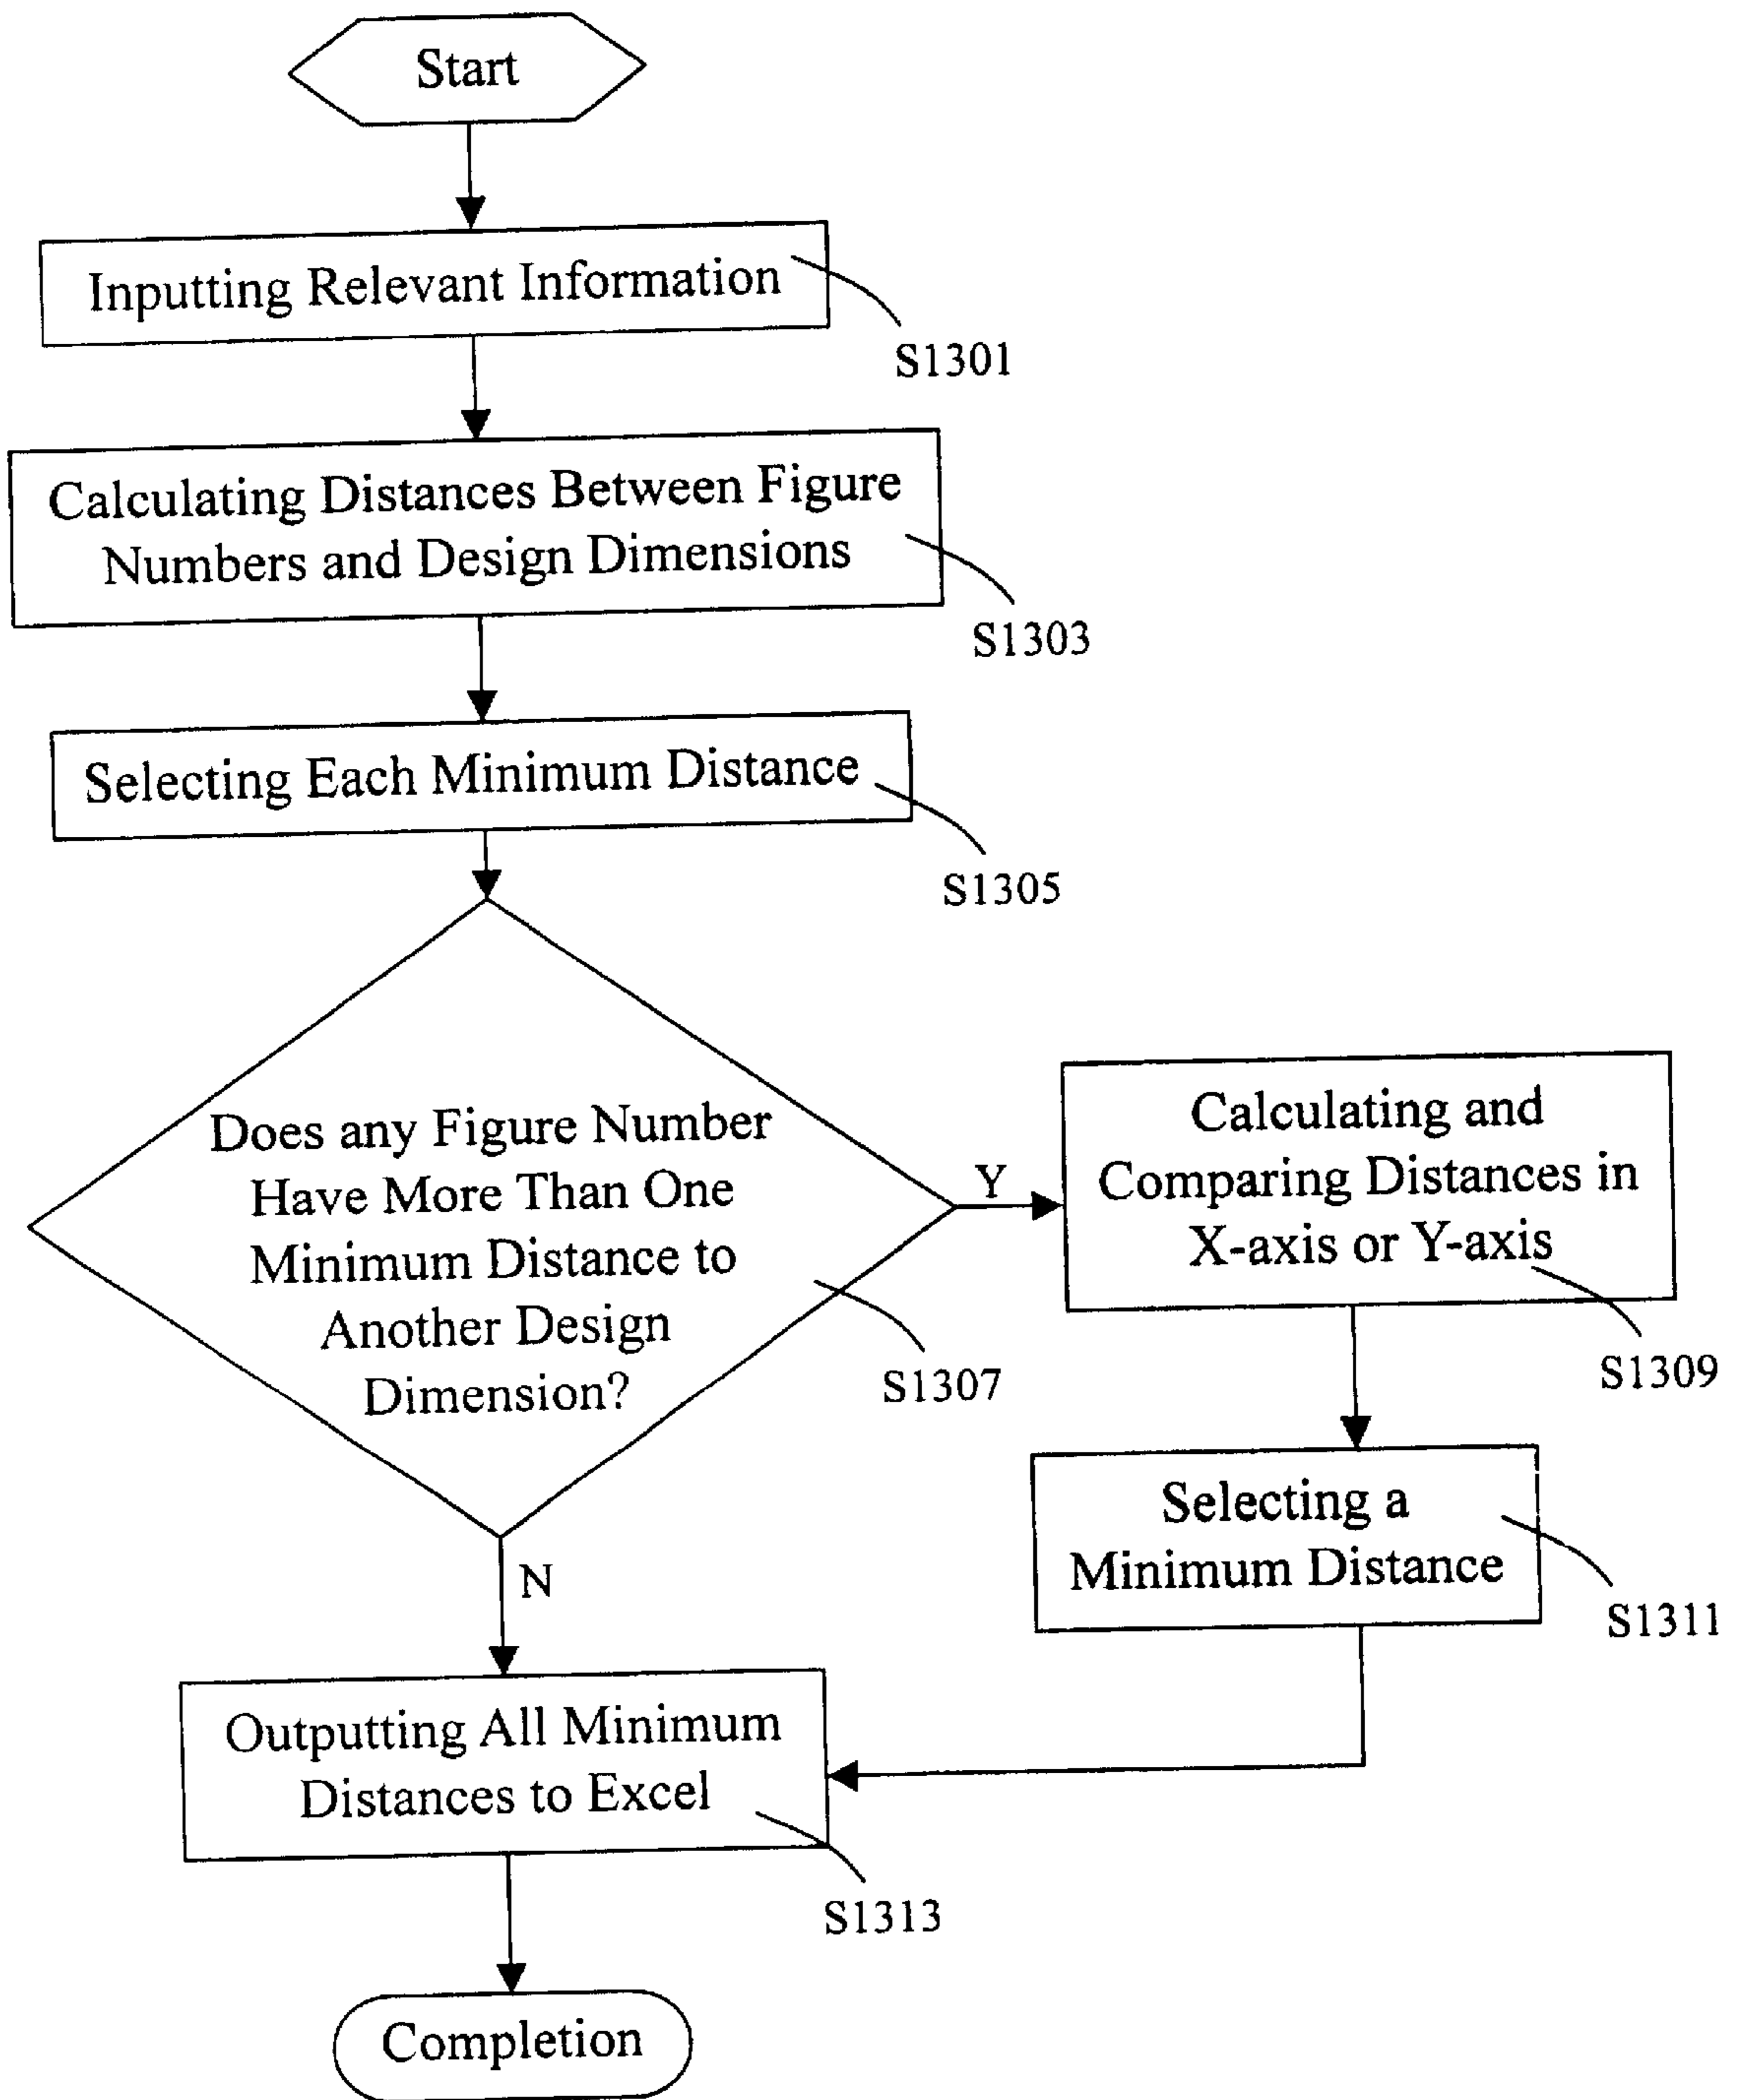 Start
Inputting Relevant Information
S1301
Calculating Distances Between Figure
Numbers and Design Dimensions
S1303
Selecting Each Minimum Distance
S1305
Does any Figure Number
Have More Than One
Minimum Distance to
Another Design
Dimension?
S1307
Y
Calculating and
Comparing Distances in
X-axis or Y-axis
S1309
Selecting a
Minimum Distance
S1311
N
Outputting All Minimum
Distances to Excel
S1313
Completion